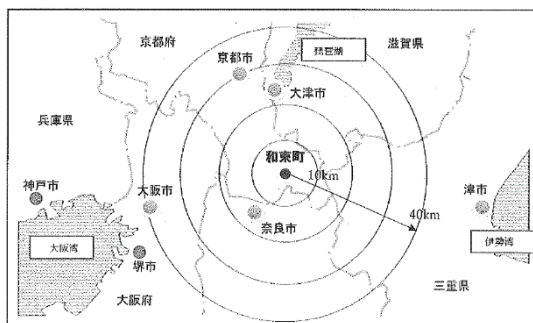 京都府
滋賀県
琵琶湖
京都市
大津市
兵庫県
和束町
10km
神戸市
大阪市
津市
40km
奈良市
大阪湾
伊勢湾
堺市
三重県
大阪府